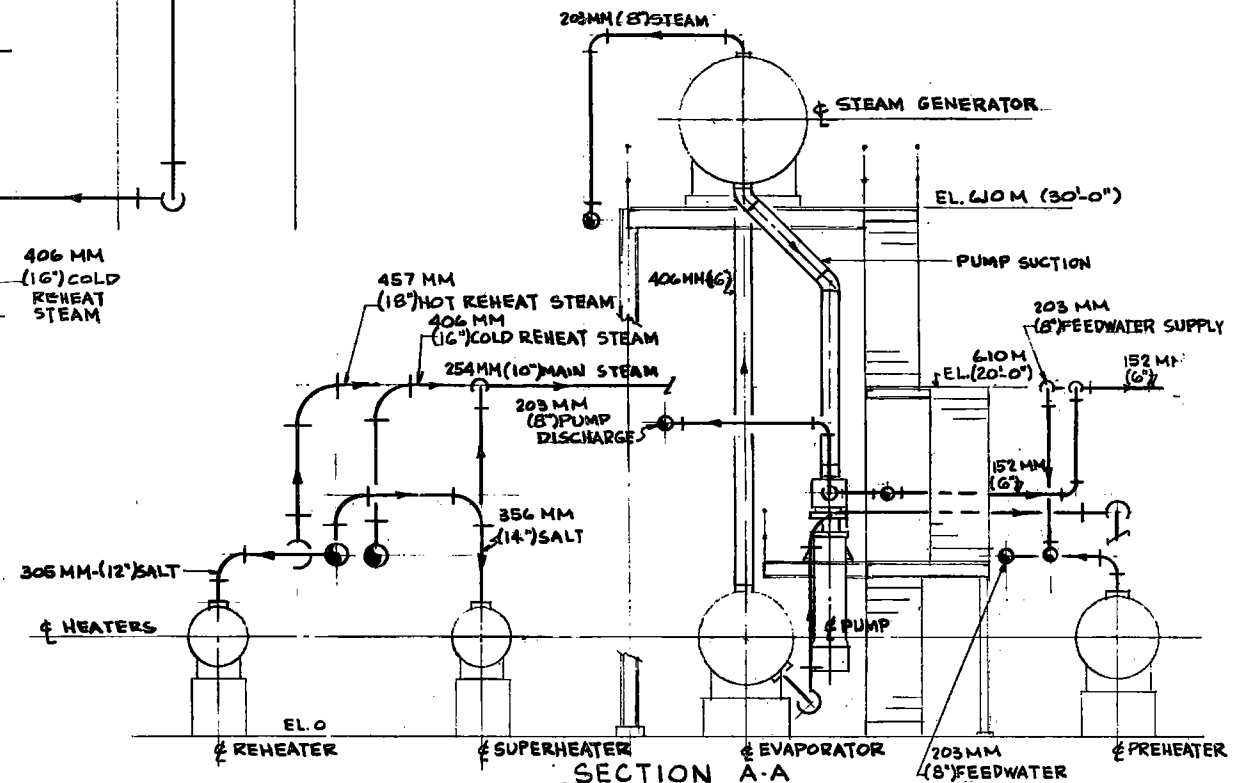 203MM(8")STEAM
℄ STEAM GENERATOR
EL. 610 M (30'-0")
406 MM
(16")COLD
REHEAT
STEAM
PUMP SUCTION
457 MM
(18")HOT REHEAT STEAM
406 MM
(16")COLD REHEAT STEAM
254MM(10")MAIN STEAM
203 MM
(8")PUMP
DISCHARGE
203 MM
(8")FEEDWATER SUPPLY
610M
EL.(20'-0")
152 MM
(6")
152 MM
(6")
356 MM
(14")SALT
305 MM-(12")SALT
℄ HEATERS
℄ PUMP
EL. 0
℄ REHEATER
℄ SUPERHEATER
℄ EVAPORATOR
℄ PREHEATER
203 MM
(8")FEEDWATER
SECTION A-A